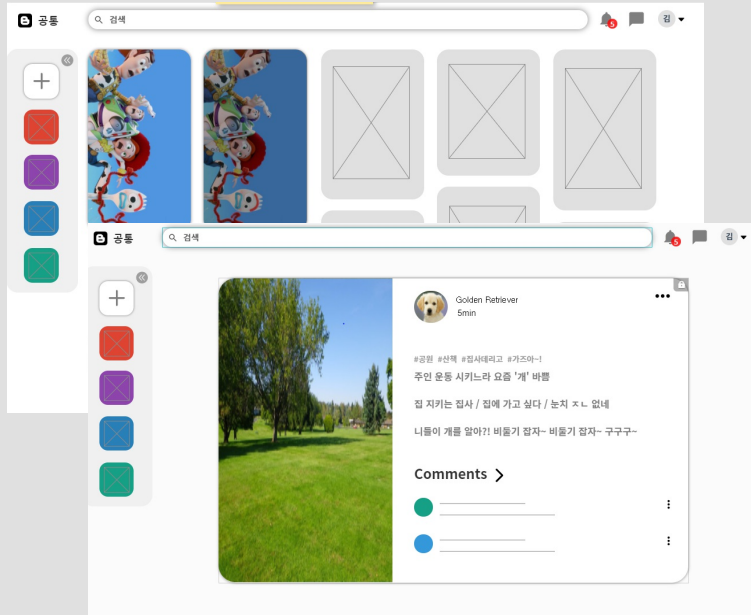 공통
검색
5
김
공통
검색
5
김
Golden Retriever
5min
#공원 #산책 #집사데리고 #가즈아~!
주인 운동 시키느라 요즘 '개' 바쁨
집 지키는 집사 / 집에 가고 싶다 / 눈치 ㅈㄴ 없네
니들이 개를 알아?! 비둘기 잡자~ 비둘기 잡자~ 구구구~
Comments